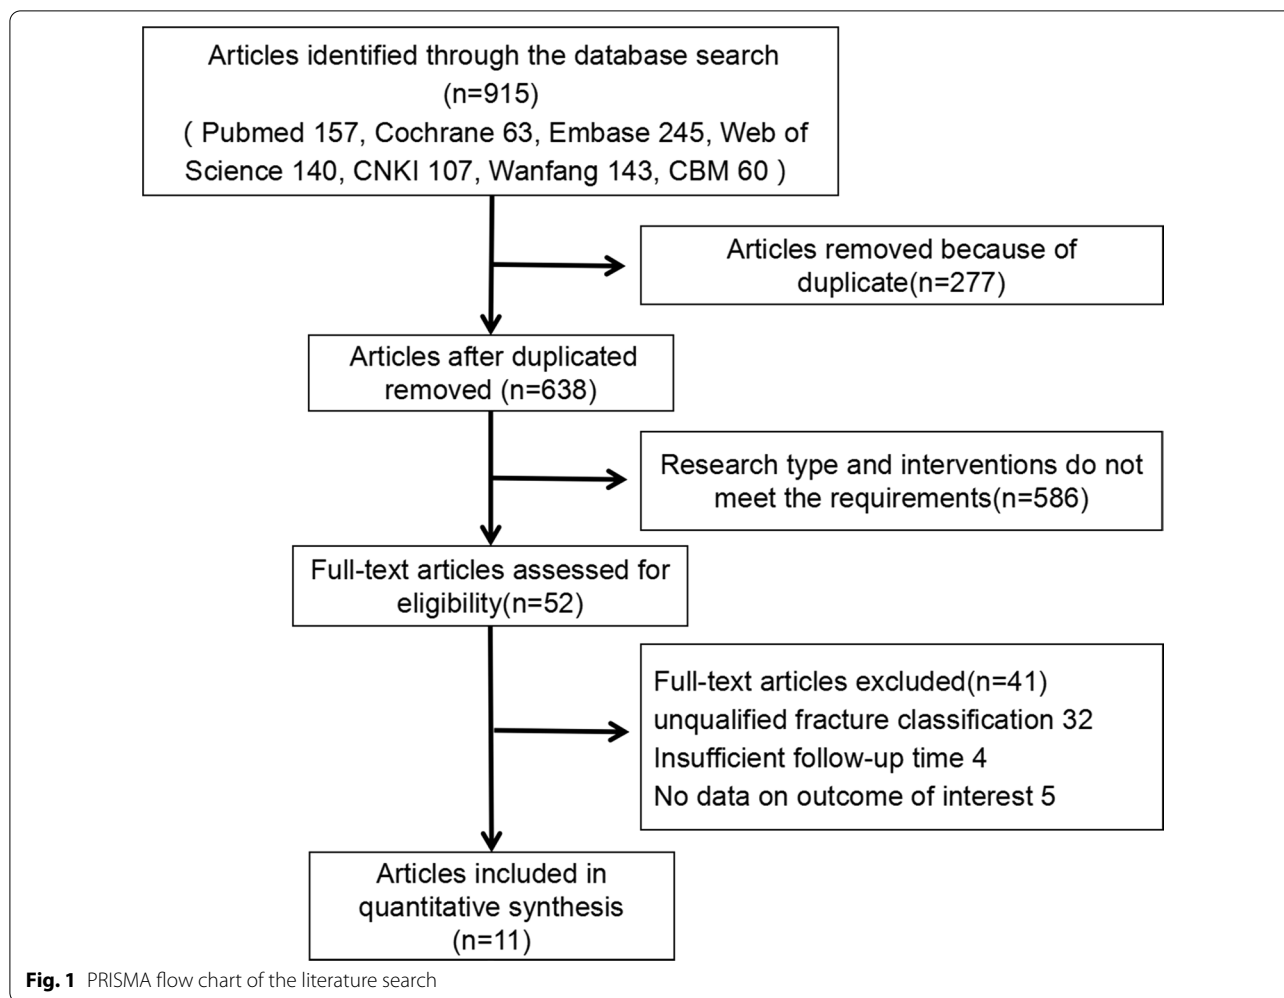 Articles identified through the database search
(n=915)
( Pubmed 157, Cochrane 63, Embase 245, Web of
Science 140, CNKI 107, Wanfang 143, CBM 60 )
Articles removed because of
duplicate(n=277)
Articles after duplicated
removed (n=638)
Research type and interventions do not
meet the requirements(n=586)
Full-text articles assessed for
eligibility(n=52)
Full-text articles excluded(n=41)
unqualified fracture classification 32
Insufficient follow-up time 4
No data on outcome of interest 5
Articles included in
quantitative synthesis
(n=11)
Fig. 1 PRISMA flow chart of the literature search